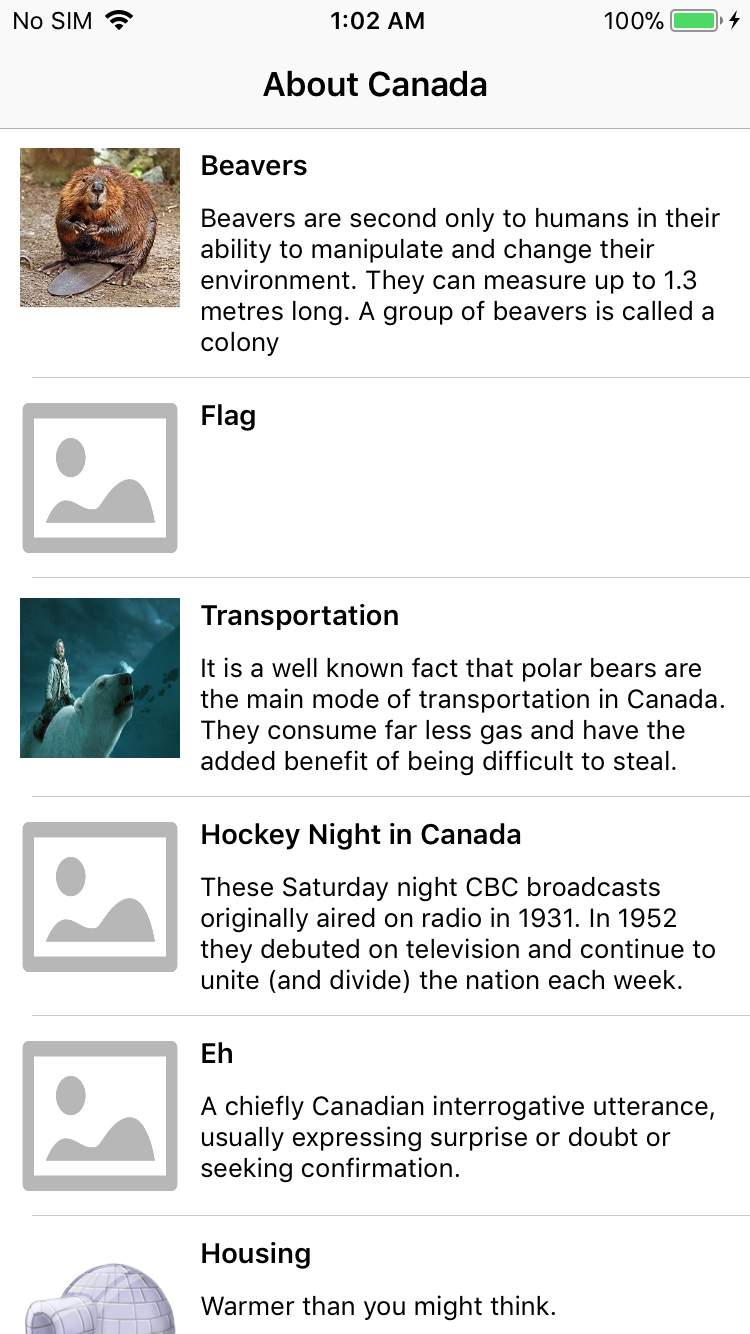 No SIM 1:02 AM 100%
About Canada
Beavers
Beavers are second only to humans in their
ability to manipulate and change their
environment. They can measure up to 1.3
metres long. A group of beavers is called a
colony
Flag
Transportation
It is a well known fact that polar bears are
the main mode of transportation in Canada.
They consume far less gas and have the
added benefit of being difficult to steal.
Hockey Night in Canada
These Saturday night CBC broadcasts
originally aired on radio in 1931. In 1952
they debuted on television and continue to
unite (and divide) the nation each week.
Eh
A chiefly Canadian interrogative utterance,
usually expressing surprise or doubt or
seeking confirmation.
Housing
Warmer than you might think.